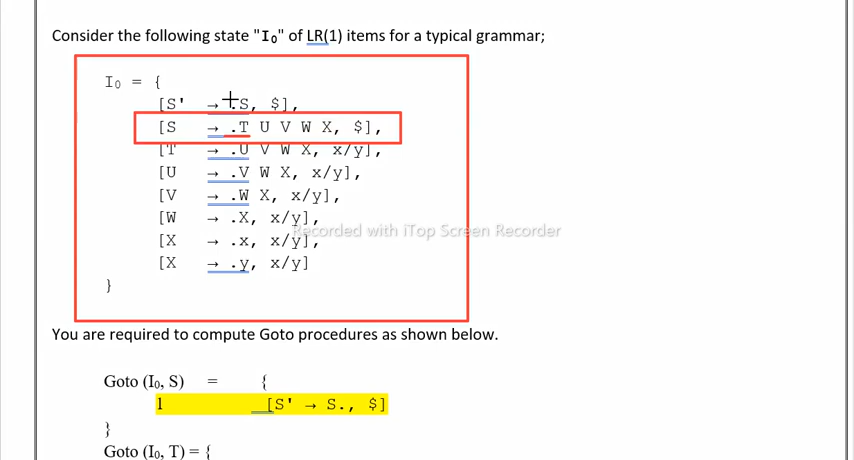 Consider the following state "I₀" of LR(1) items for a typical grammar;
I₀ = {
[S' → .S, $],
[S → .T U V W X, $],
[T → .U V W X, x/y],
[U → .V W X, x/y],
[V → .W X, x/y],
[W → .X, x/y],
Recorded with iTop Screen Recorder
[X → .x, x/y],
[X → .y, x/y]
}
You are required to compute Goto procedures as shown below.
Goto (I₀, S) = {
1 __[S' → S., $]
}
Goto (I₀, T) = {